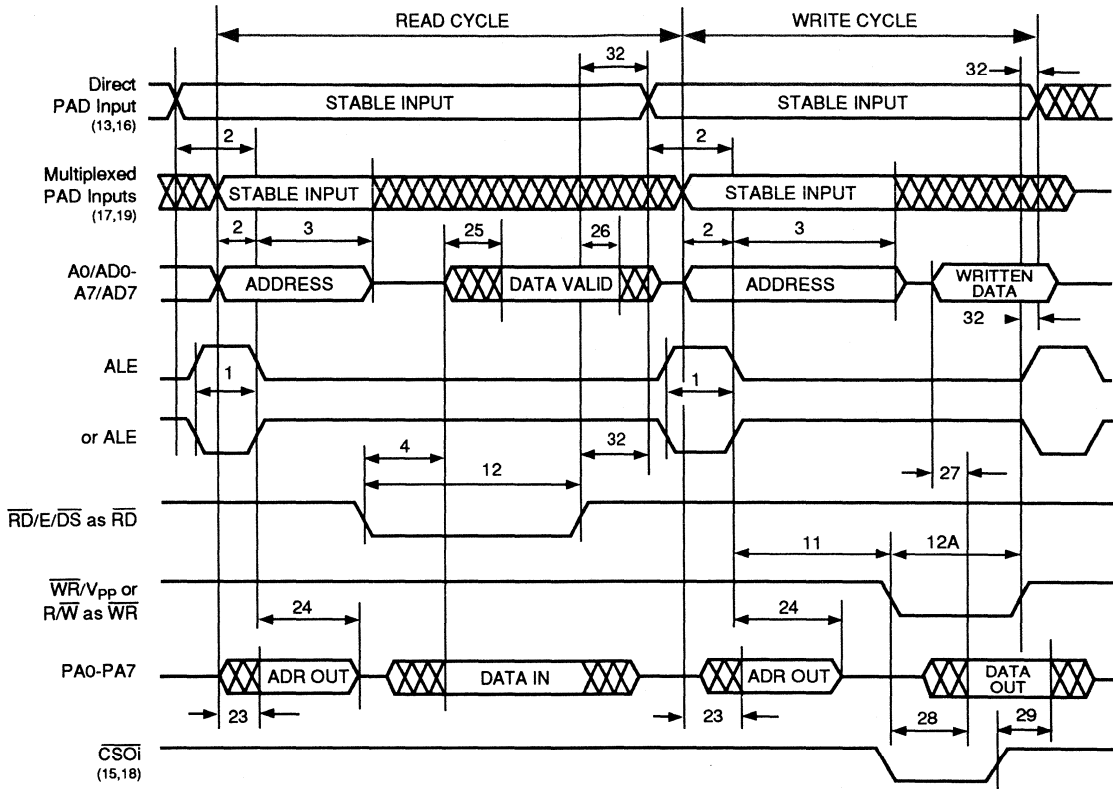 READ CYCLE WRITE CYCLE
32
32
Direct
PAD Input
(13,16)
STABLE INPUT STABLE INPUT
2 2
Multiplexed
PAD Inputs
(17,19)
STABLE INPUT STABLE INPUT
2 3 25 26 2 3
A0/AD0-
A7/AD7
ADDRESS DATA VALID ADDRESS WRITTEN
DATA
32
ALE
1 1
or ALE
4 32
12 27
RD/E/DS as RD
11 12A
WR/VPP or
R/W as WR
24 24
PA0-PA7
ADR OUT DATA IN ADR OUT DATA
OUT
23 23 28 29
CSOi
(15,18)